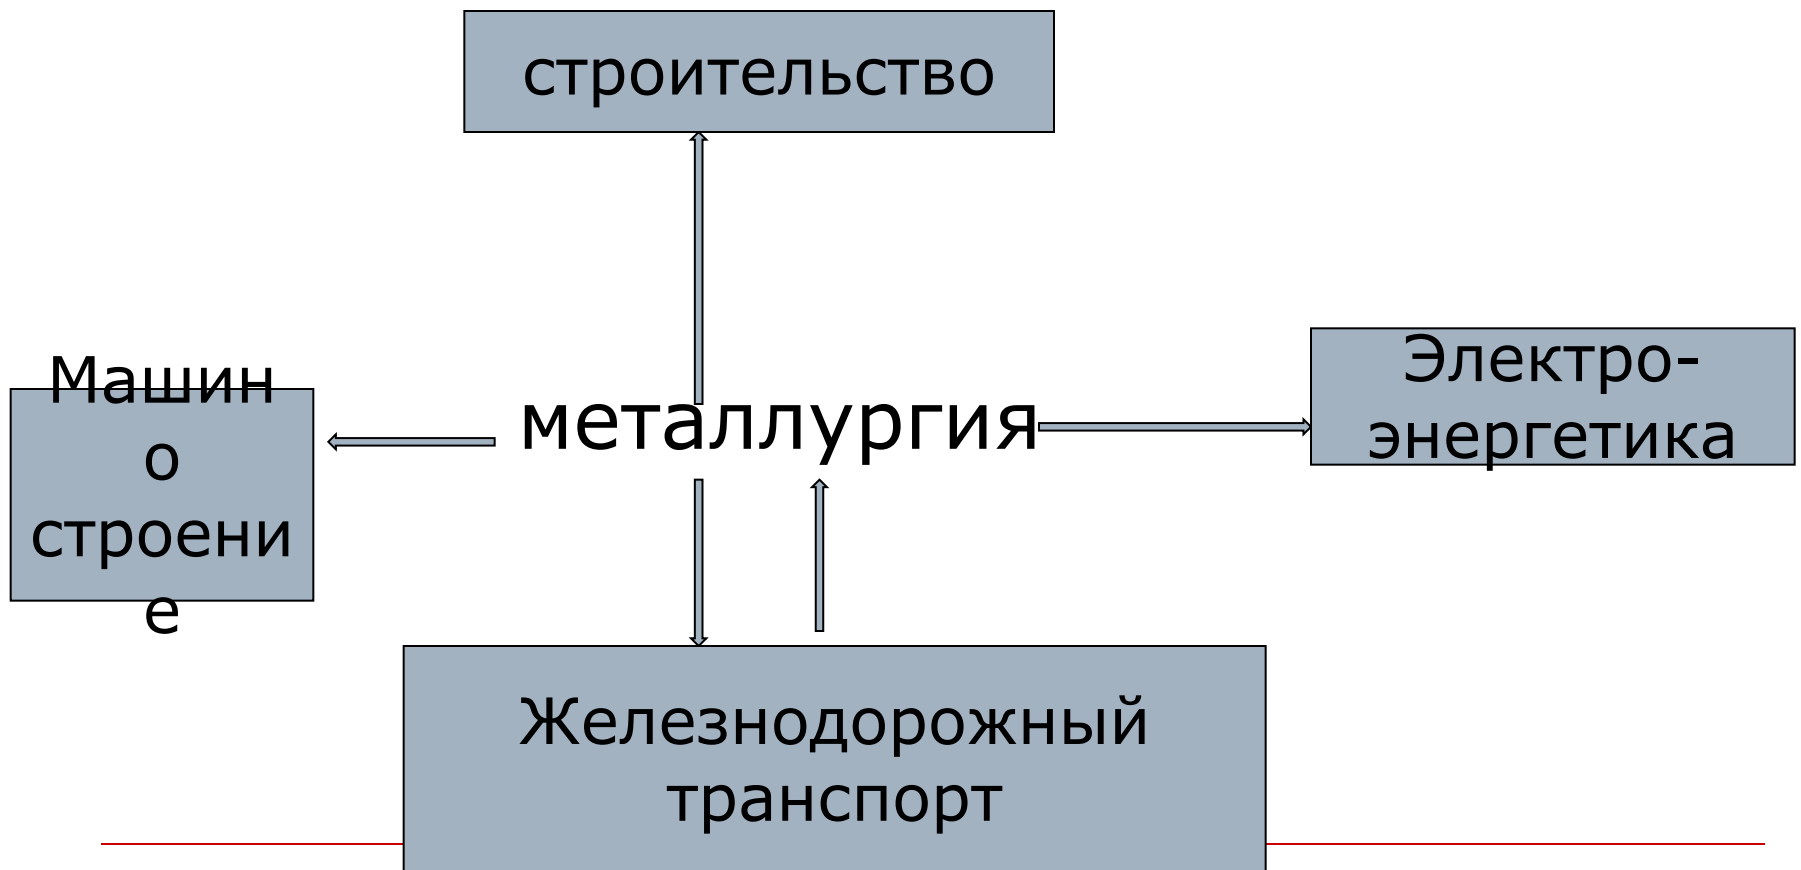 строительство
Машин
о
строени
е
металлургия
Электро-
энергетика
Железнодорожный
транспорт